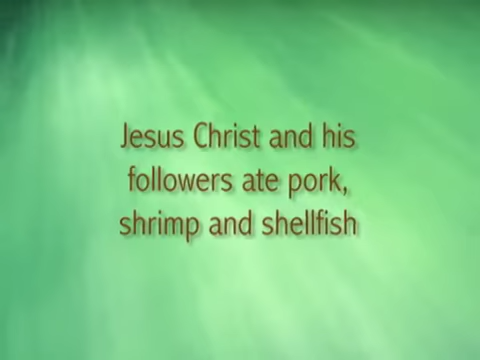 Jesus Christ and his
followers ate pork,
shrimp and shellfish